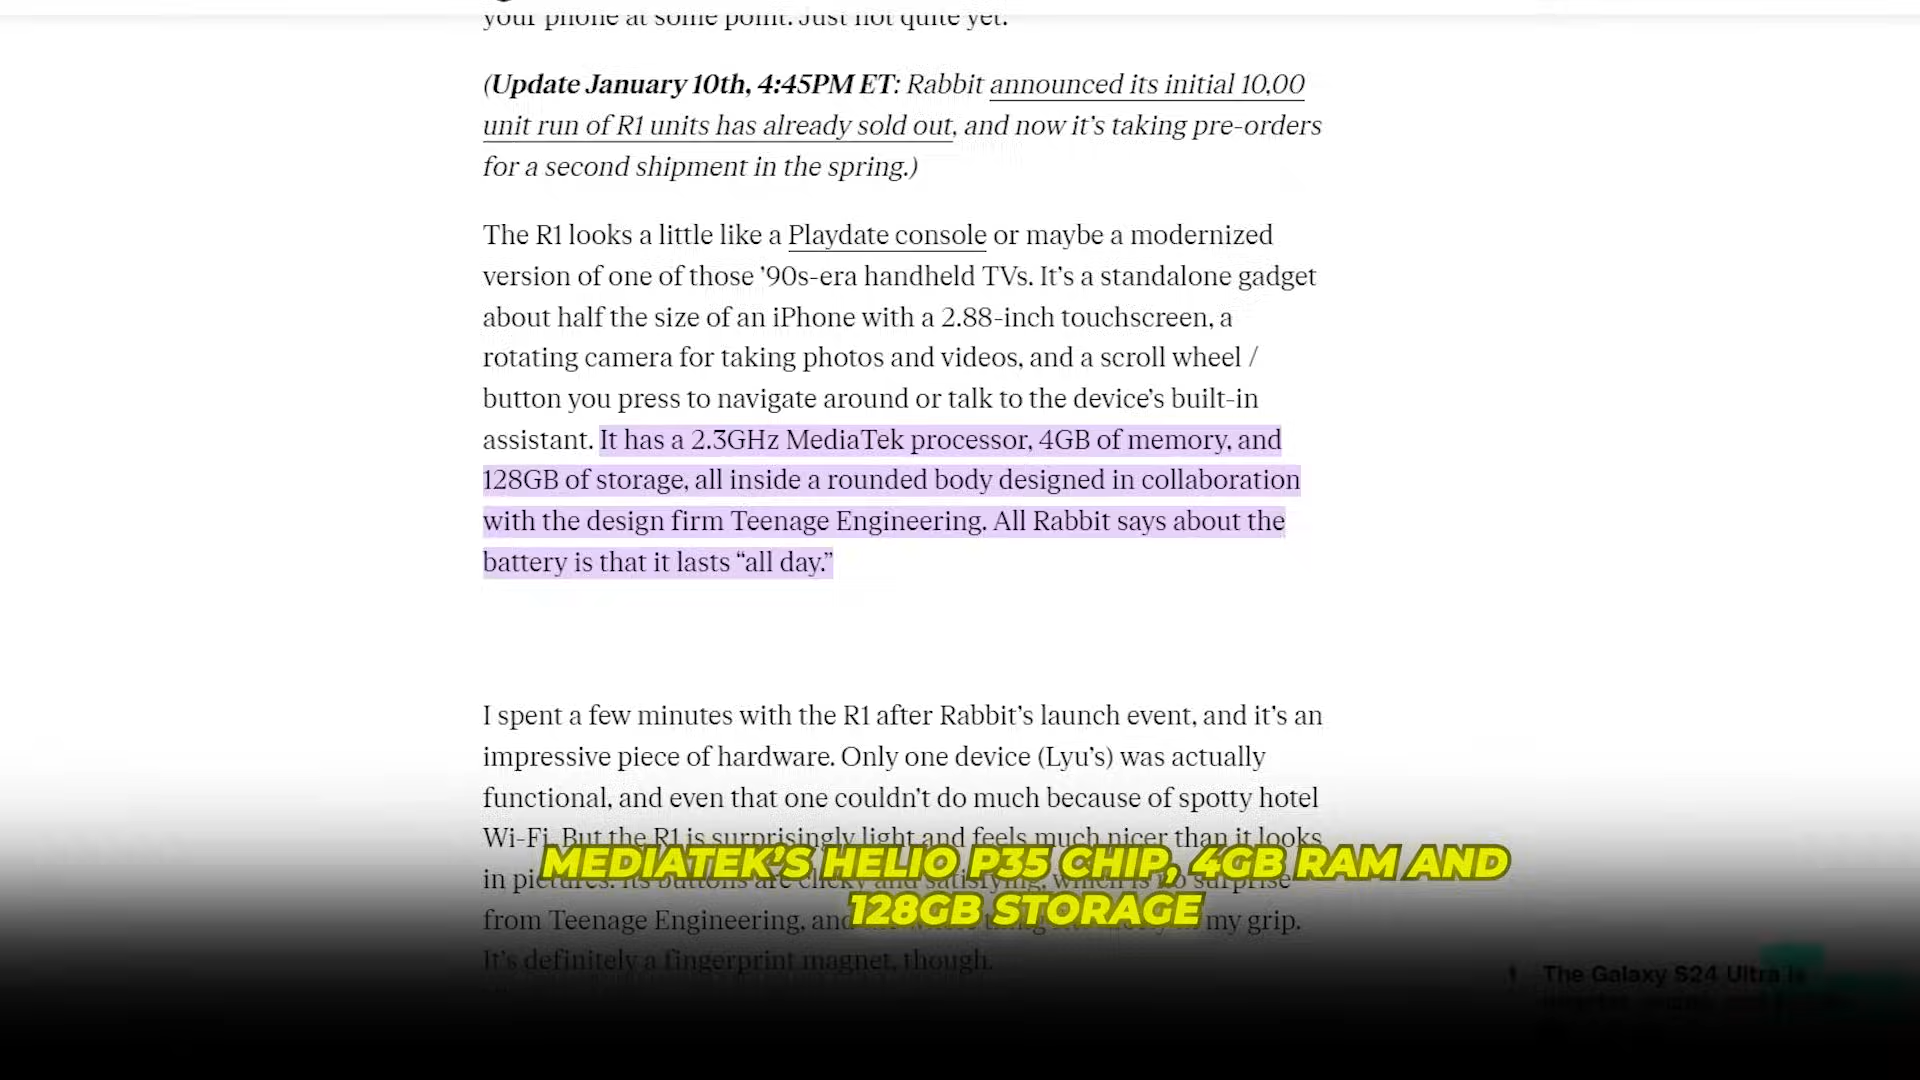 your phone at some point. Just not quite yet.
(Update January 10th, 4:45PM ET: Rabbit announced its initial 10,00
unit run of R1 units has already sold out, and now it’s taking pre-orders
for a second shipment in the spring.)
The R1 looks a little like a Playdate console or maybe a modernized
version of one of those ’90s-era handheld TVs. It’s a standalone gadget
about half the size of an iPhone with a 2.88-inch touchscreen, a
rotating camera for taking photos and videos, and a scroll wheel /
button you press to navigate around or talk to the device’s built-in
assistant. It has a 2.3GHz MediaTek processor, 4GB of memory, and
128GB of storage, all inside a rounded body designed in collaboration
with the design firm Teenage Engineering. All Rabbit says about the
battery is that it lasts “all day.”
I spent a few minutes with the R1 after Rabbit’s launch event, and it’s an
impressive piece of hardware. Only one device (Lyu’s) was actually
functional, and even that one couldn’t do much because of spotty hotel
Wi-Fi. But the R1 is surprisingly light and feels much nicer than it looks
in pictures. Its buttons are clicky and satisfying, which is no surprise
from Teenage Engineering, and my grip.
It’s definitely a fingerprint magnet, though.
MEDIATEK’S HELIO P35 CHIP, 4GB RAM AND
128GB STORAGE
1 The Galaxy S24 Ultra is